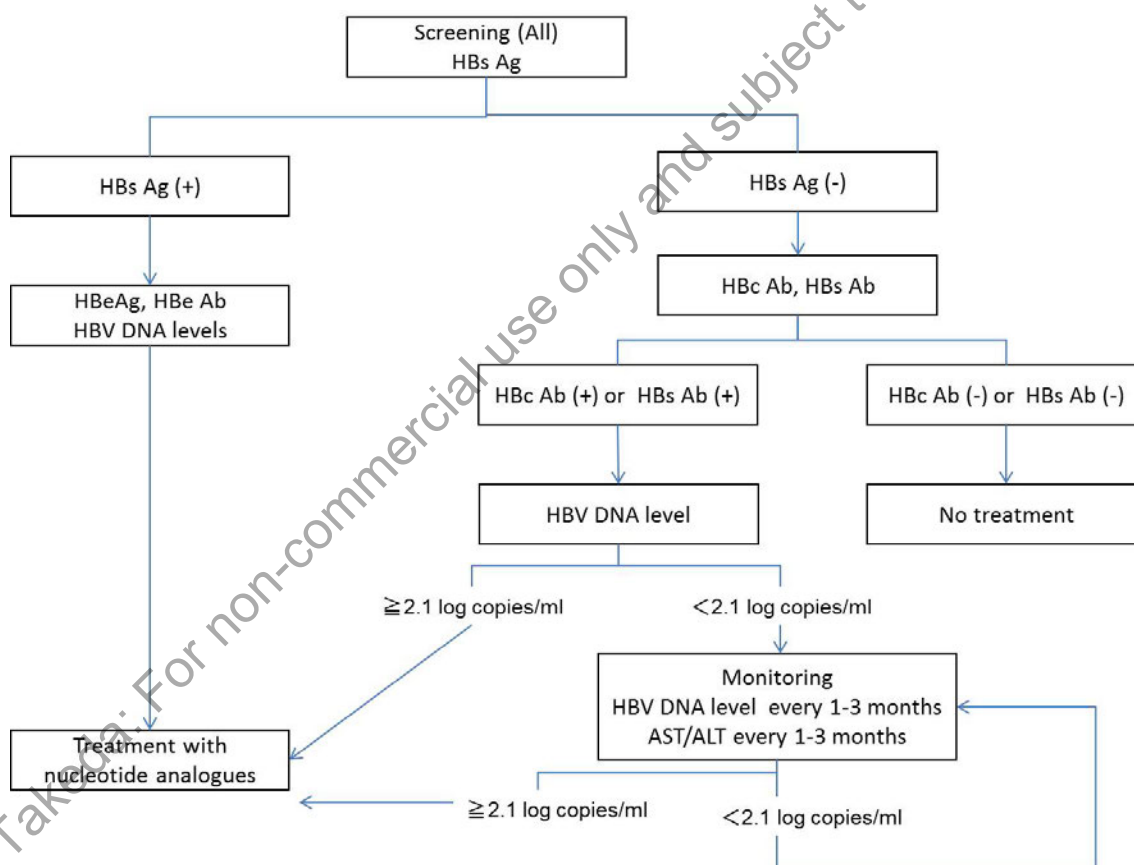 Screening (All)
HBs Ag
HBs Ag (+)
HBs Ag (-)
HBeAg, HBe Ab
HBV DNA levels
HBc Ab, HBs Ab
HBc Ab (+) or HBs Ab (+)
HBc Ab (-) or HBs Ab (-)
HBV DNA level
No treatment
≧2.1 log copies/ml
<2.1 log copies/ml
Monitoring
HBV DNA level every 1-3 months
AST/ALT every 1-3 months
Treatment with
nucleotide analogues
≧2.1 log copies/ml
<2.1 log copies/ml
Takeda: For non-commercial use only and subject t